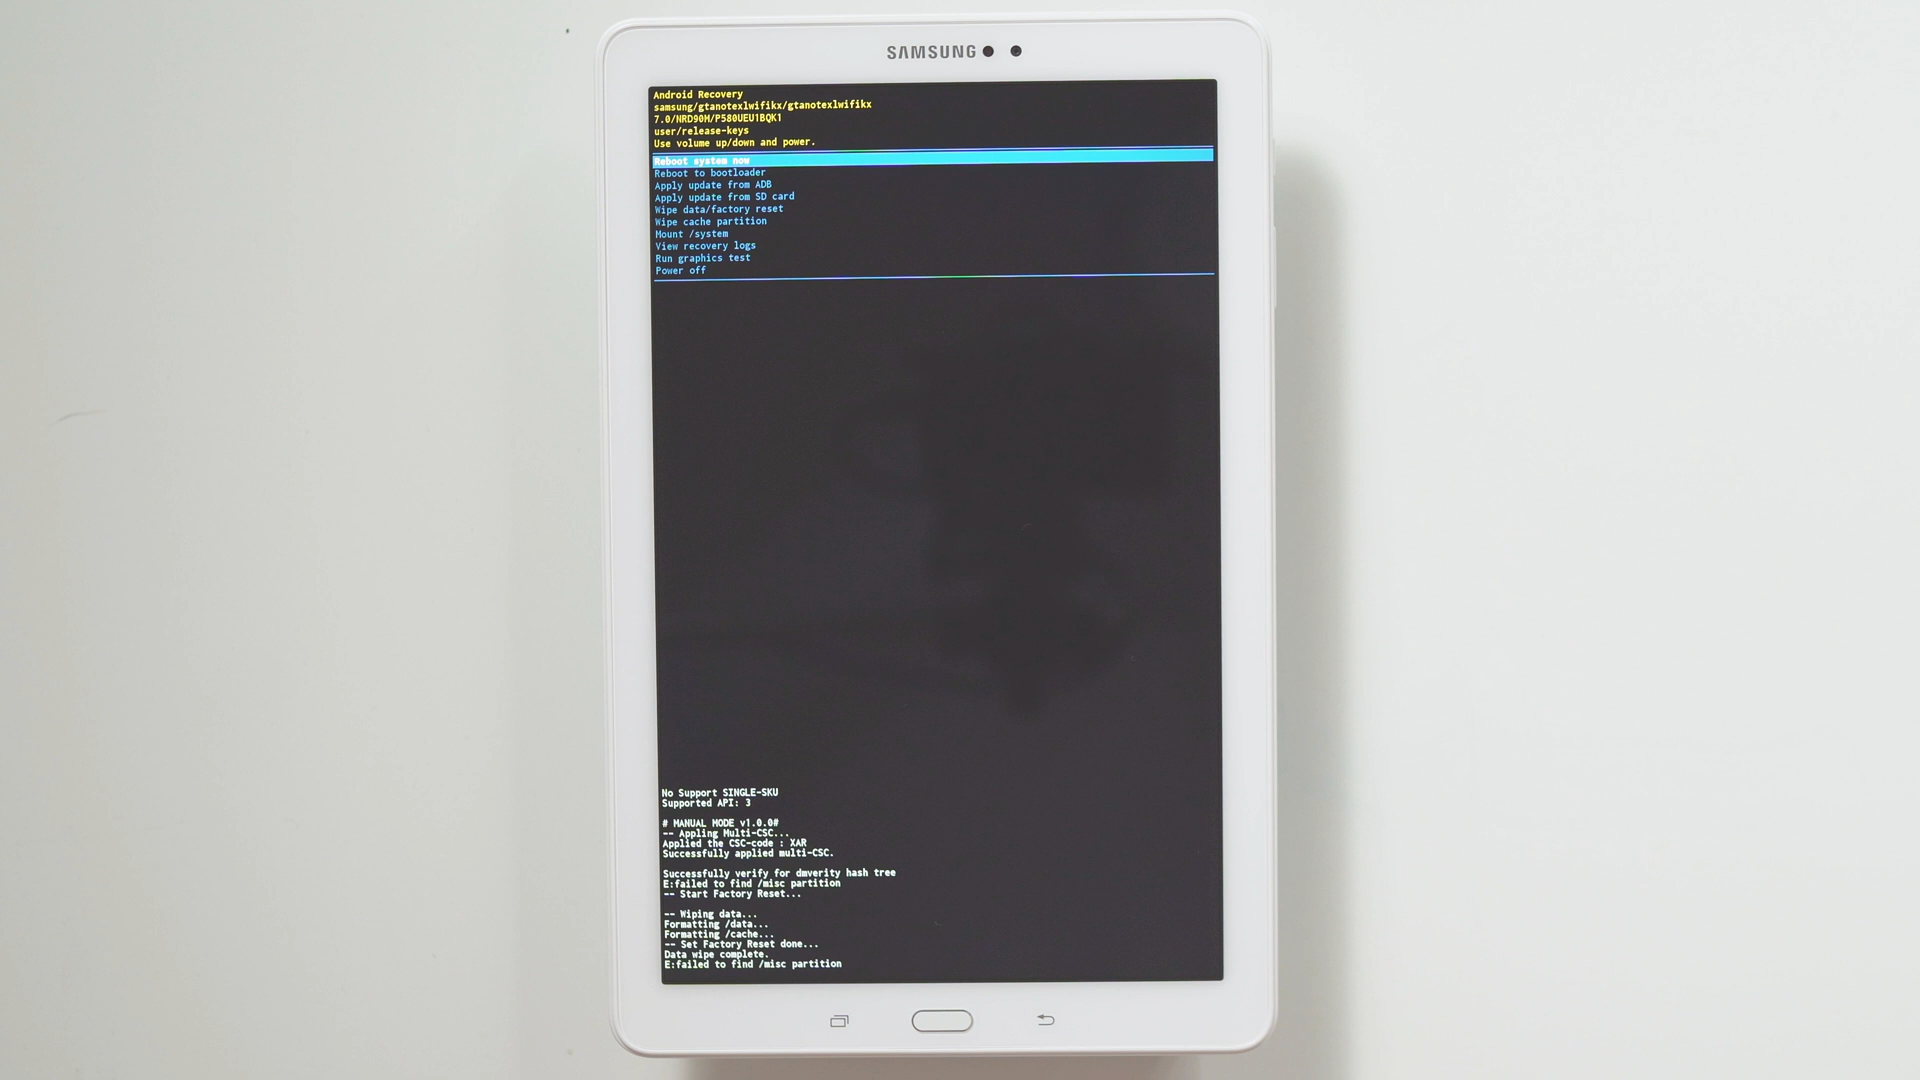 SAMSUNG
Android Recovery
samsung/gtanotexlwifikx/gtanotexlwifikx
7.0/NRD90M/P580UEU1BQK1
user/release-keys
Use volume up/down and power.
Reboot system now
Reboot to bootloader
Apply update from ADB
Apply update from SD card
Wipe data/factory reset
Wipe cache partition
Mount /system
View recovery logs
Run graphics test
Power off
No Support SINGLE-SKU
Supported API: 3
# MANUAL MODE v1.0.0#
-- Appling Multi-CSC...
Applied the CSC-code : XAR
Successfully applied multi-CSC.
Successfully verify for dmverity hash tree
E:failed to find /misc partition
-- Start Factory Reset...
-- Wiping data...
Formatting /data...
Formatting /cache...
-- Set Factory Reset done...
Data wipe complete.
E:failed to find /misc partition